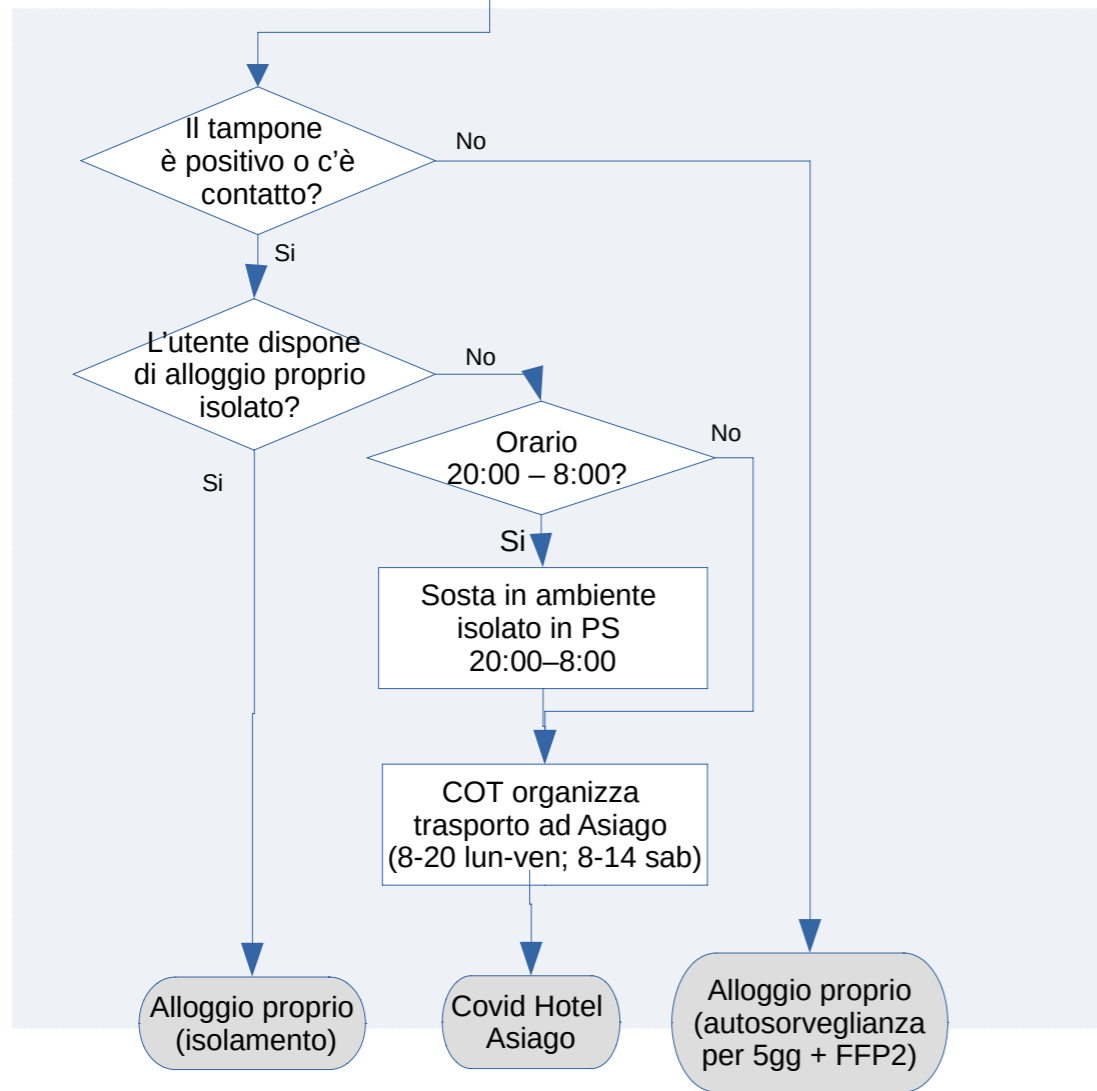 Il tampone
è positivo o c’è
contatto?
No
Si
L’utente dispone
di alloggio proprio
isolato?
No
Si
Orario
20:00 – 8:00?
No
Si
Sosta in ambiente
isolato in PS
20:00–8:00
COT organizza
trasporto ad Asiago
(8-20 lun-ven; 8-14 sab)
Alloggio proprio
(isolamento)
Covid Hotel
Asiago
Alloggio proprio
(autosorveglianza
per 5gg + FFP2)